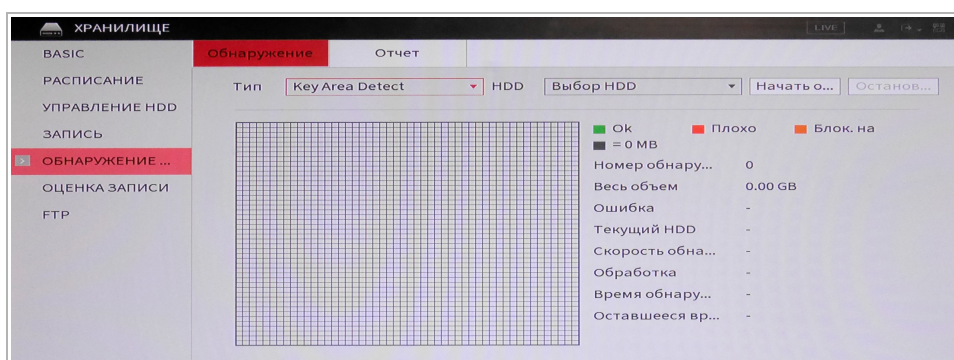 ХРАНИЛИЩЕ LIVE
BASIC
РАСПИСАНИЕ
УПРАВЛЕНИЕ HDD
ЗАПИСЬ
ОБНАРУЖЕНИЕ ...
ОЦЕНКА ЗАПИСИ
FTP
Обнаружение Отчет
Тип Key Area Detect HDD Выбор HDD Начать о... Останов...
Ok Плохо Блок. на
= 0 MB
Номер обнару... 0
Весь объем 0.00 GB
Ошибка -
Текущий HDD -
Скорость обна... -
Обработка -
Время обнару... -
Оставшееся вр... -